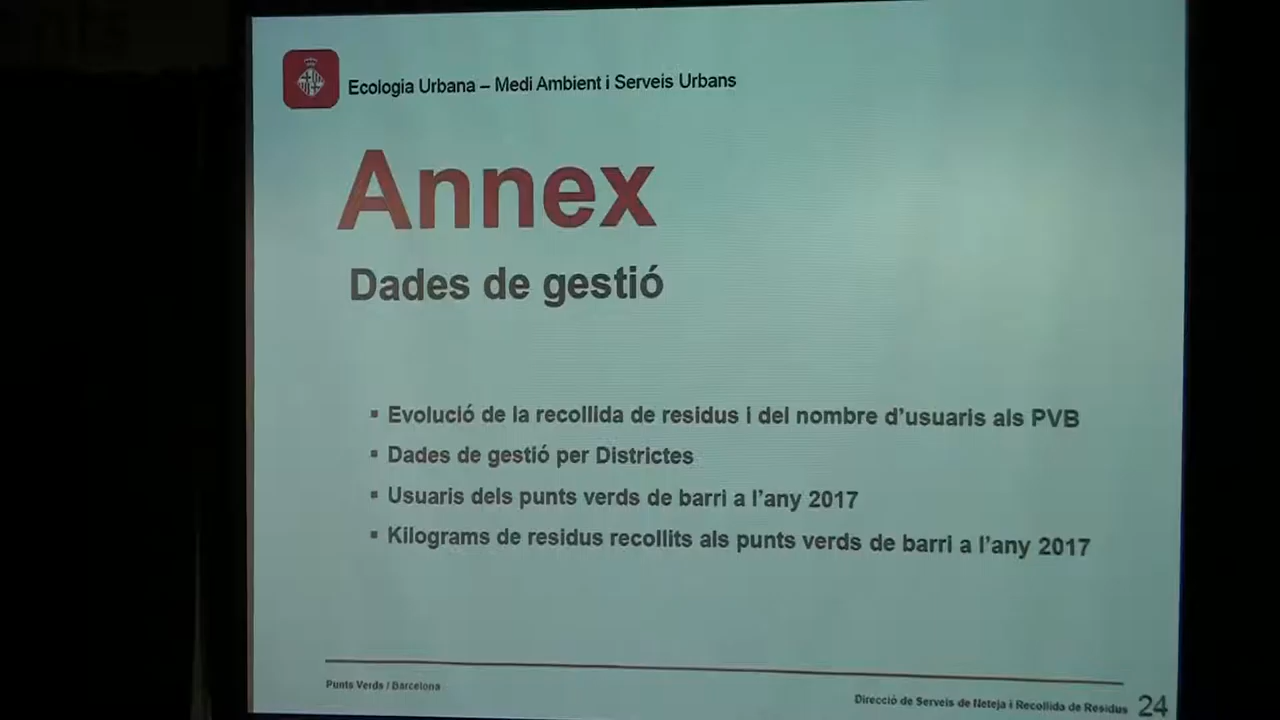 Ecologia Urbana – Medi Ambient i Serveis Urbans
Annex
Dades de gestió
▪ Evolució de la recollida de residus i del nombre d'usuaris als PVB
▪ Dades de gestió per Districtes
▪ Usuaris dels punts verds de barri a l'any 2017
▪ Kilograms de residus recollits als punts verds de barri a l'any 2017
Punts Verds / Barcelona
Direcció de Serveis de Neteja i Recollida de Residus 24